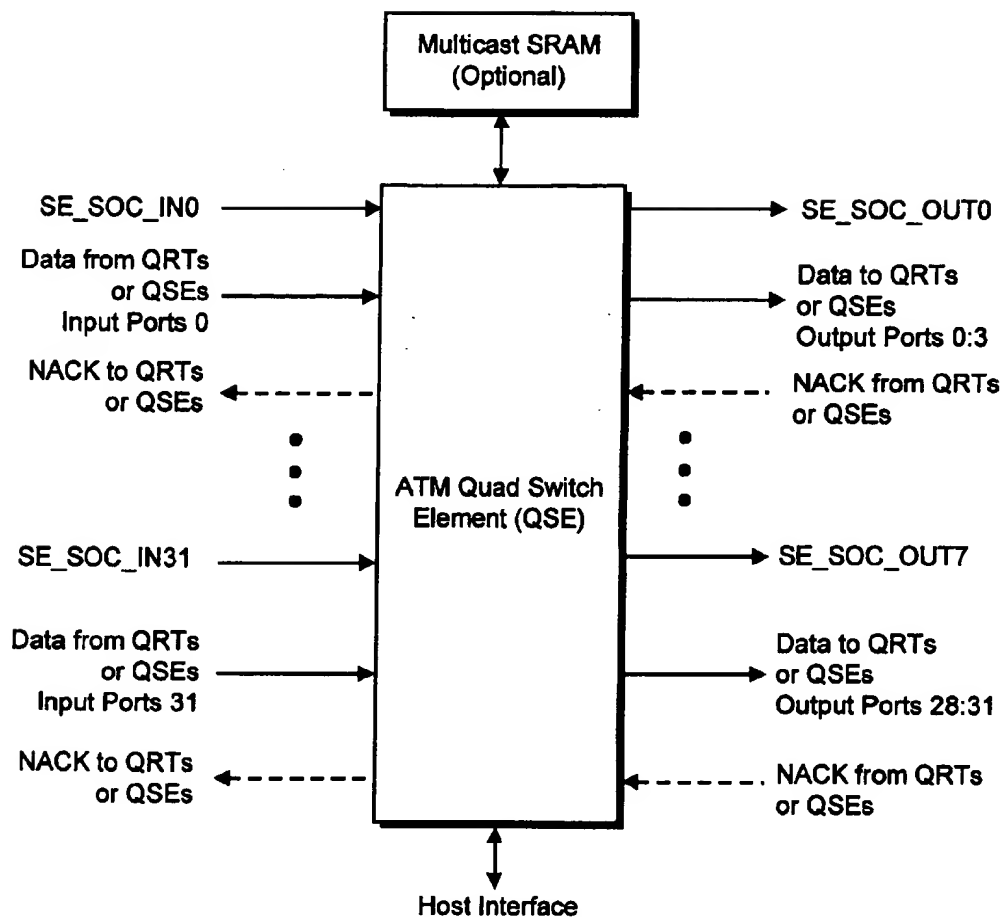 Multicast SRAM
(Optional)
SE_SOC_IN0
SE_SOC_OUT0
Data from QRTs
or QSEs
Input Ports 0
Data to QRTs
or QSEs
Output Ports 0:3
NACK to QRTs
or QSEs
NACK from QRTs
or QSEs
ATM Quad Switch
Element (QSE)
SE_SOC_IN31
SE_SOC_OUT7
Data from QRTs
or QSEs
Input Ports 31
Data to QRTs
or QSEs
Output Ports 28:31
NACK to QRTs
or QSEs
NACK from QRTs
or QSEs
Host Interface